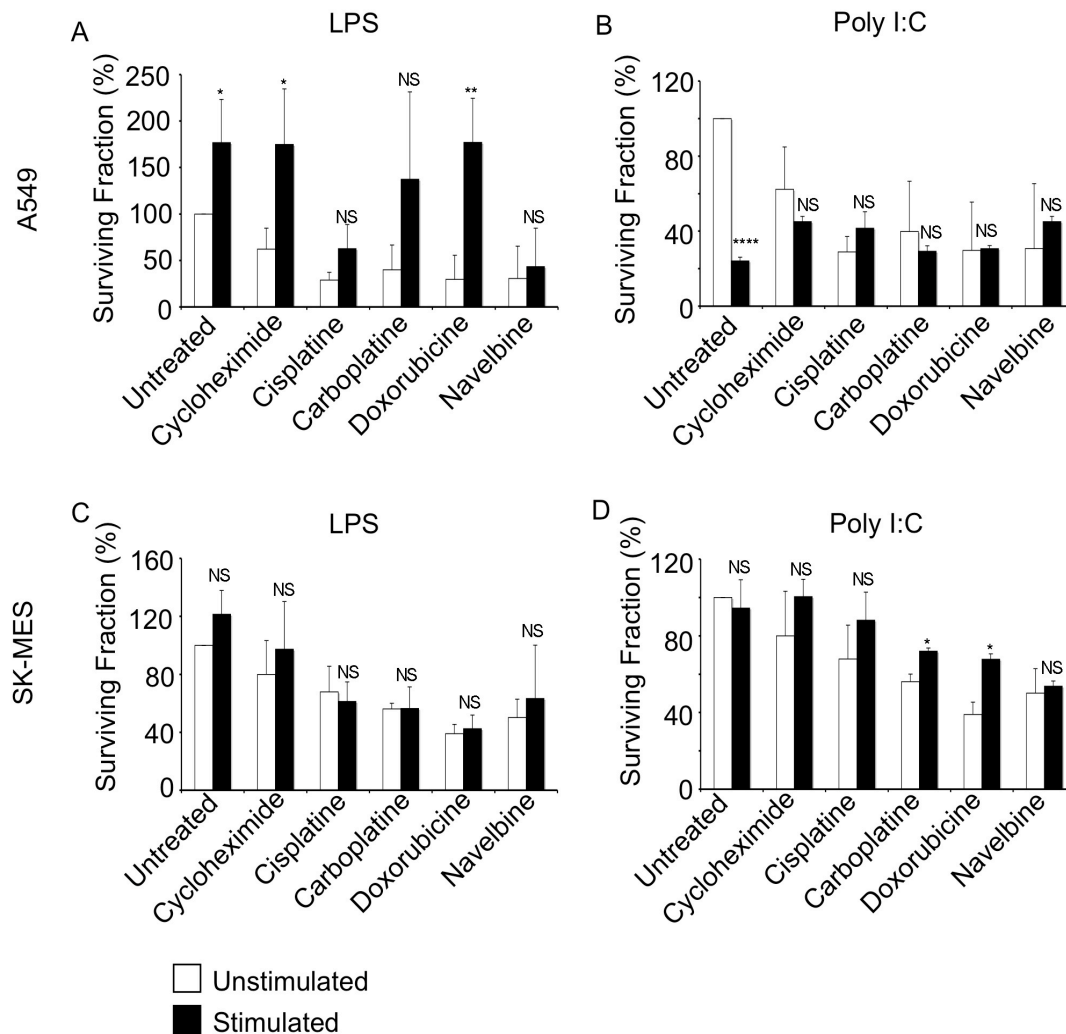 A
LPS
Surviving Fraction (%)
250
200
150
100
50
0
*
*
NS
NS
**
NS
Untreated
Cycloheximide
Cisplatine
Carboplatine
Doxorubicine
Navelbine
A549
B
Poly I:C
Surviving Fraction (%)
120
80
40
0
****
NS
NS
NS
NS
NS
Untreated
Cycloheximide
Cisplatine
Carboplatine
Doxorubicine
Navelbine
C
LPS
Surviving Fraction (%)
160
120
80
40
0
NS
NS
NS
NS
NS
NS
Untreated
Cycloheximide
Cisplatine
Carboplatine
Doxorubicine
Navelbine
SK-MES
D
Poly I:C
Surviving Fraction (%)
120
80
40
0
NS
NS
NS
*
*
NS
Untreated
Cycloheximide
Cisplatine
Carboplatine
Doxorubicine
Navelbine
Unstimulated
Stimulated